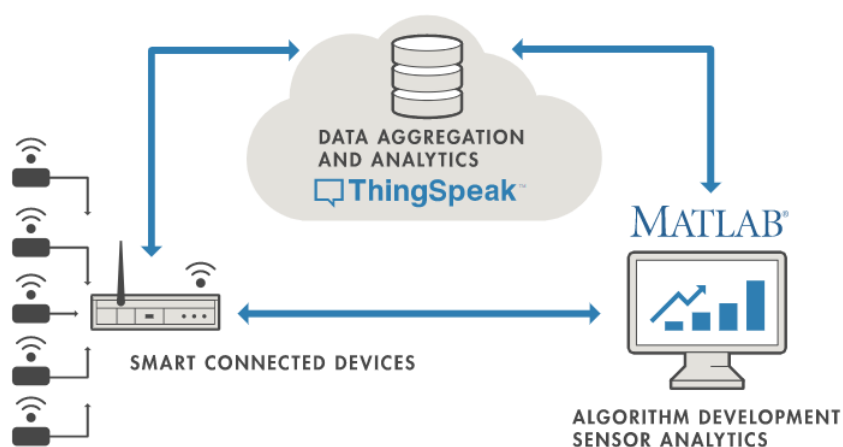 DATA AGGREGATION
AND ANALYTICS
ThingSpeak™
MATLAB®
SMART CONNECTED DEVICES
ALGORITHM DEVELOPMENT
SENSOR ANALYTICS